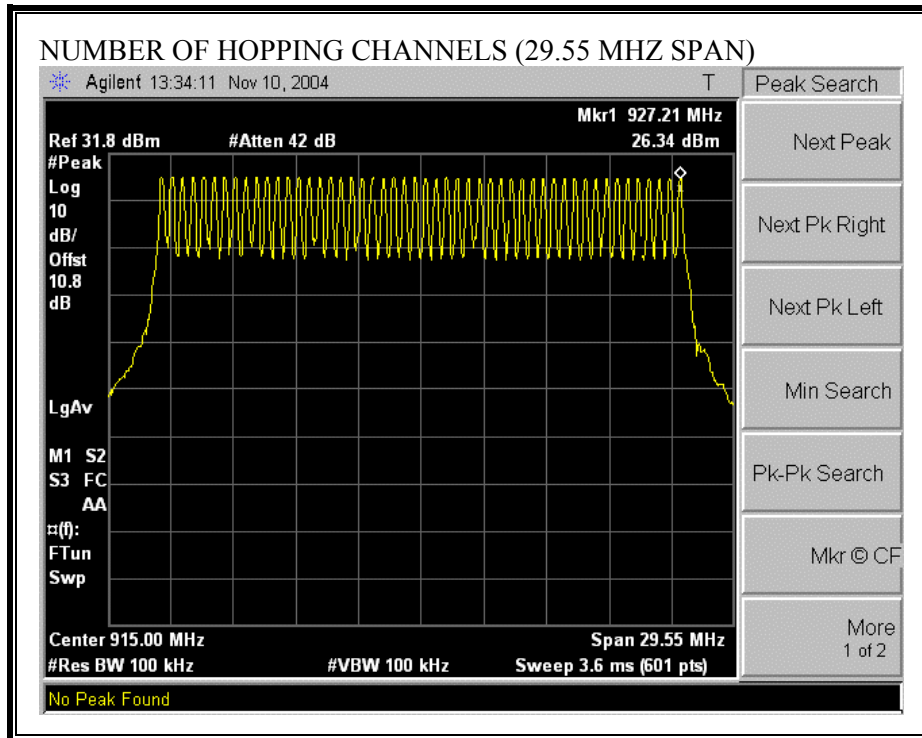 NUMBER OF HOPPING CHANNELS (29.55 MHZ SPAN)
Agilent 13:34:11 Nov 10, 2004 T
Peak Search
Mkr1 927.21 MHz
Ref 31.8 dBm #Atten 42 dB 26.34 dBm
#Peak
Log
10
dB/
Offst
10.8
dB
LgAv
M1 S2
S3 FC
AA
¤(f):
FTun
Swp
Center 915.00 MHz Span 29.55 MHz
#Res BW 100 kHz #VBW 100 kHz Sweep 3.6 ms (601 pts)
No Peak Found
Next Peak
Next Pk Right
Next Pk Left
Min Search
Pk-Pk Search
Mkr © CF
More
1 of 2